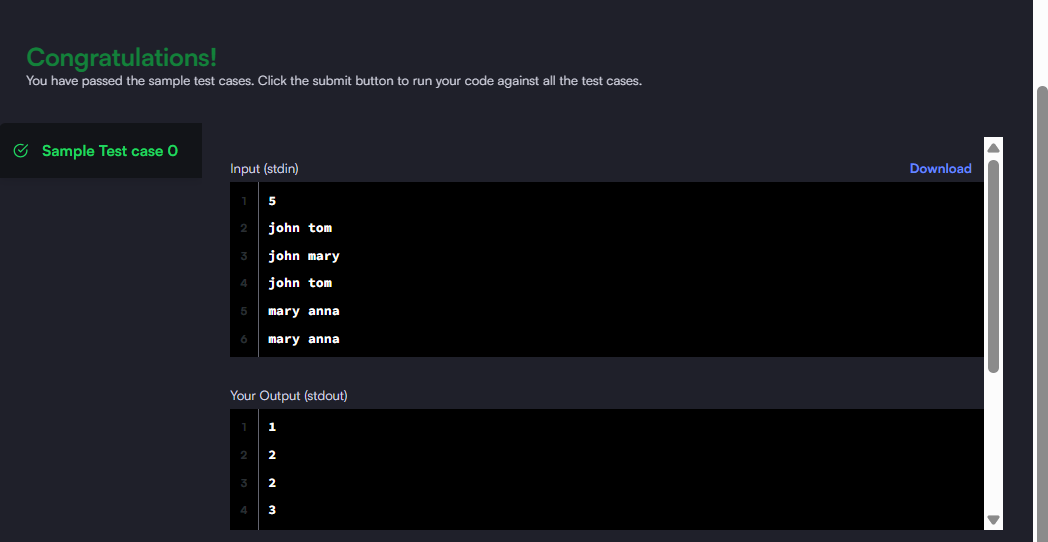 Congratulations!
You have passed the sample test cases. Click the submit button to run your code against all the test cases.
Sample Test case 0
Input (stdin)
Download
1 5
2 john tom
3 john mary
4 john tom
5 mary anna
6 mary anna
Your Output (stdout)
1 1
2 2
3 2
4 3